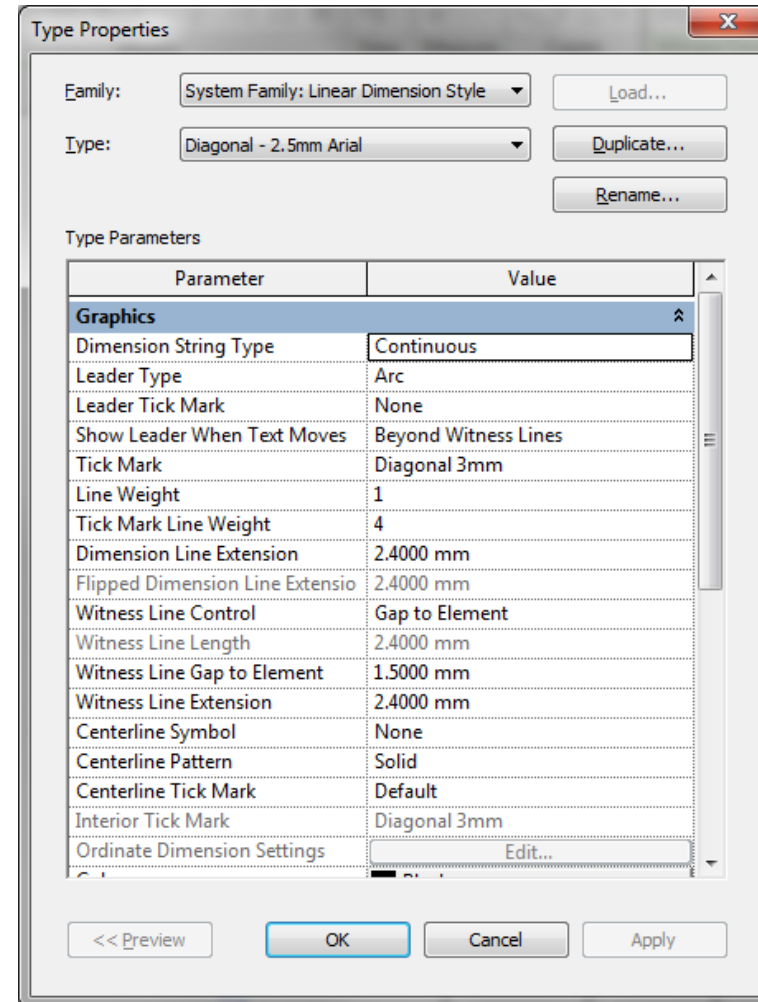 Type Properties
Family: System Family: Linear Dimension Style Load...
Type: Diagonal - 2.5mm Arial Duplicate...
Rename...
Type Parameters
Parameter Value
Graphics
Dimension String Type Continuous
Leader Type Arc
Leader Tick Mark None
Show Leader When Text Moves Beyond Witness Lines
Tick Mark Diagonal 3mm
Line Weight 1
Tick Mark Line Weight 4
Dimension Line Extension 2.4000 mm
Flipped Dimension Line Extensio 2.4000 mm
Witness Line Control Gap to Element
Witness Line Length 2.4000 mm
Witness Line Gap to Element 1.5000 mm
Witness Line Extension 2.4000 mm
Centerline Symbol None
Centerline Pattern Solid
Centerline Tick Mark Default
Interior Tick Mark Diagonal 3mm
Ordinate Dimension Settings Edit...
<< Preview OK Cancel Apply